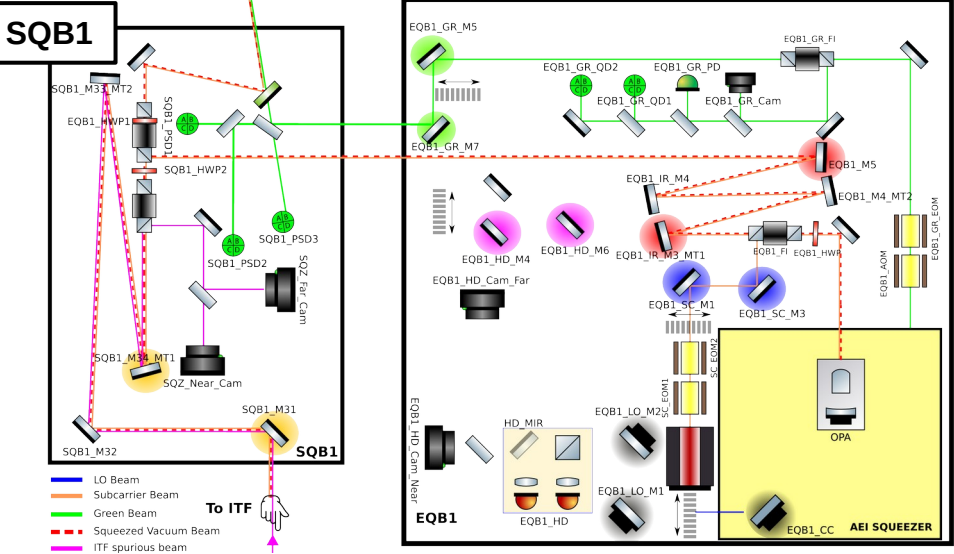 SQB1
SQB1_M33_MT2
EQB1_HWP1
SQB1_PSD1
SQB1_HWP2
A B
C D
A B
C D
SQB1_PSD2
A B
C D
SQB1_PSD3
SQZ_Far_Cam
SQB1_M34_MT1
SQZ_Near_Cam
SQB1_M31
SQB1_M32
SQB1
LO Beam
Subcarrier Beam
Green Beam
Squeezed Vacuum Beam
ITF spurious beam
To ITF
EQB1_GR_M5
EQB1_GR_FI
EQB1_GR_QD2
EQB1_GR_PD
A B
C D
A B
C D
EQB1_GR_QD1
EQB1_GR_Cam
EQB1_GR_M7
EQB1_M5
EQB1_IR_M4
EQB1_M4_MT2
EQB1_HD_M4
EQB1_HD_M6
EQB1_IR_M3_MT1
EQB1_FI
EQB1_HWP
EQB1_AOM
EQB1_GR_EOM
EQB1_HD_Cam_Far
EQB1_SC_M1
EQB1_SC_M3
SC_EOM2
SC_EOM1
OPA
EQB1_HD_Cam_Near
HD_MIR
EQB1_LO_M2
EQB1_LO_M1
EQB1_HD
EQB1
EQB1_CC
AEI SQUEEZER